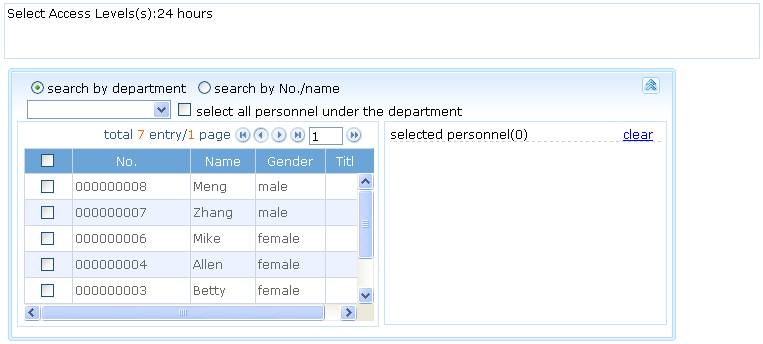 Select Access Levels(s):24 hours
search by department search by No./name
select all personnel under the department
total 7 entry/1 page 1
selected personnel(0) clear
No. Name Gender Titl
000000008 Meng male
000000007 Zhang male
000000006 Mike female
000000004 Allen female
000000003 Betty female